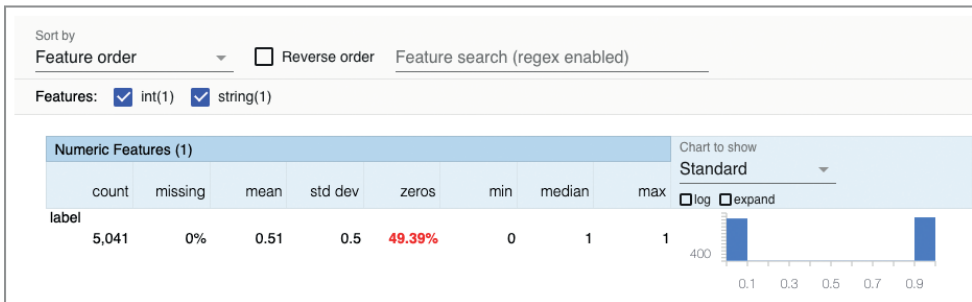 Sort by
Feature order
Reverse order
Feature search (regex enabled)
Features: int(1) string(1)
Numeric Features (1)
Chart to show
Standard
count missing mean std dev zeros min median max
log expand
label
5,041 0% 0.51 0.5 49.39% 0 1 1
400
0.1 0.3 0.5 0.7 0.9